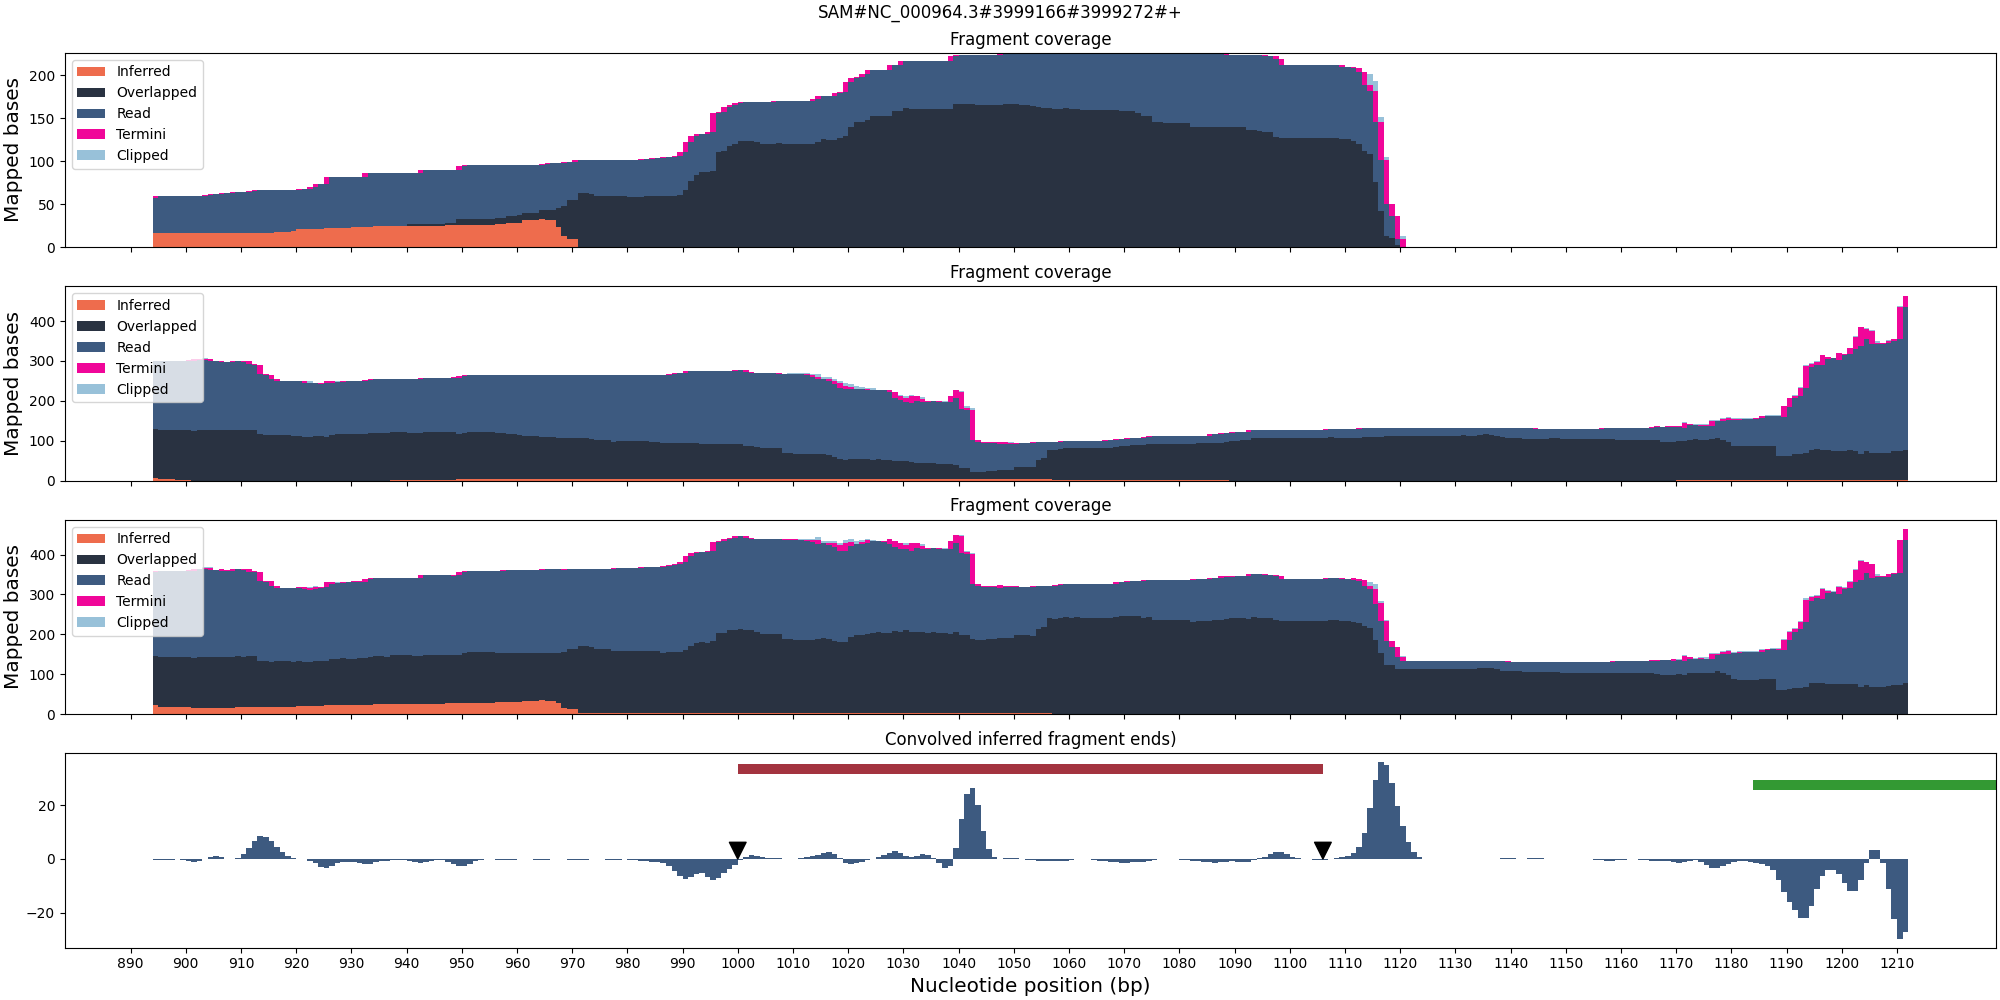 SAM#NC_000964.3#3999166#3999272#+
Fragment coverage
Mapped bases
200
150
100
50
0
Inferred
Overlapped
Read
Termini
Clipped
Fragment coverage
Mapped bases
400
300
200
100
0
Inferred
Overlapped
Read
Termini
Clipped
Fragment coverage
Mapped bases
400
300
200
100
0
Inferred
Overlapped
Read
Termini
Clipped
Convolved inferred fragment ends)
20
0
−20
890 900 910 920 930 940 950 960 970 980 990 1000 1010 1020 1030 1040 1050 1060 1070 1080 1090 1100 1110 1120 1130 1140 1150 1160 1170 1180 1190 1200 1210
Nucleotide position (bp)